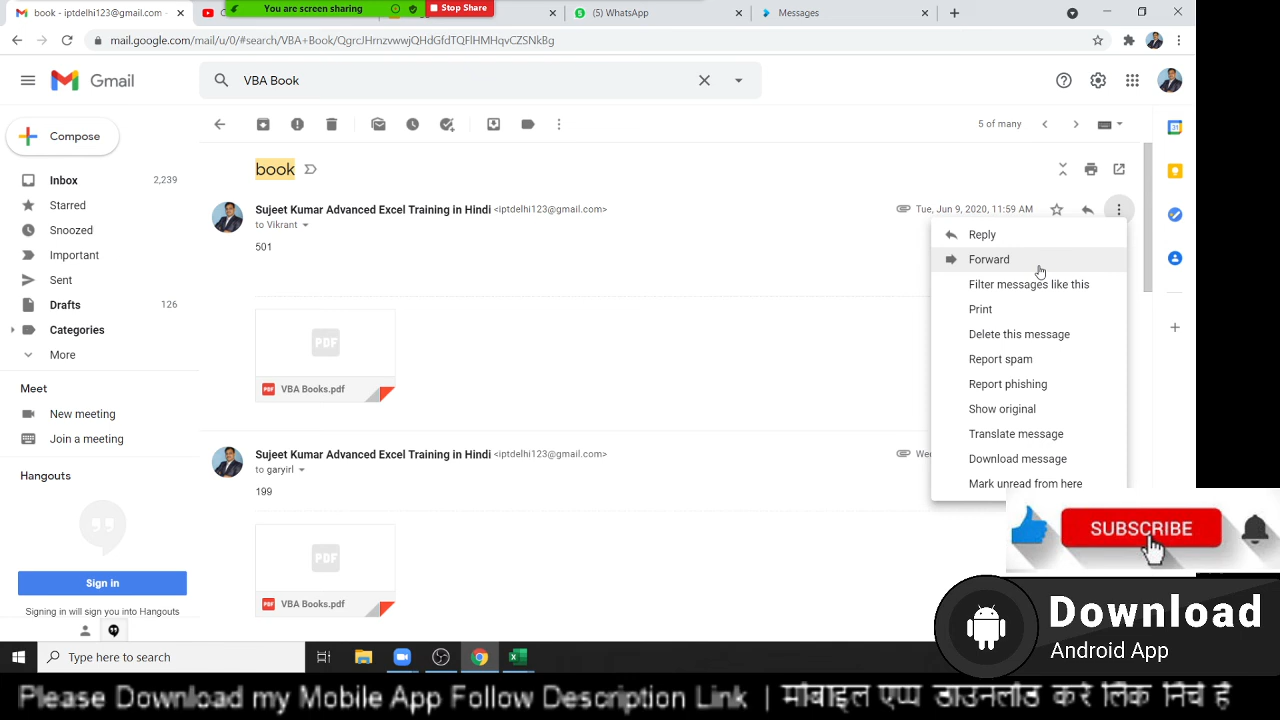 book - iptdelhi123@gmail.com -
You are screen sharing
Stop Share
(5) WhatsApp
Messages
mail.google.com/mail/u/0/#search/VBA+Book/QgrcJHrnzvwwjQHdGfdTQFlHMHqvCZSNkBg
Gmail
VBA Book
Compose
5 of many
Inbox 2,239
Starred
Snoozed
Important
Sent
Drafts 126
Categories
More
Meet
New meeting
Join a meeting
Hangouts
Sign in
Signing in will sign you into Hangouts
book
Sujeet Kumar Advanced Excel Training in Hindi <iptdelhi123@gmail.com>
Tue, Jun 9, 2020, 11:59 AM
to Vikrant
501
PDF
VBA Books.pdf
Sujeet Kumar Advanced Excel Training in Hindi <iptdelhi123@gmail.com>
to garyirl
199
PDF
VBA Books.pdf
Reply
Forward
Filter messages like this
Print
Delete this message
Report spam
Report phishing
Show original
Translate message
Download message
Mark unread from here
SUBSCRIBE
Download
Android App
Type here to search
Please Download my Mobile App Follow Description Link | मोबाइल एप्प डाउनलोड करे लिंक निचे है